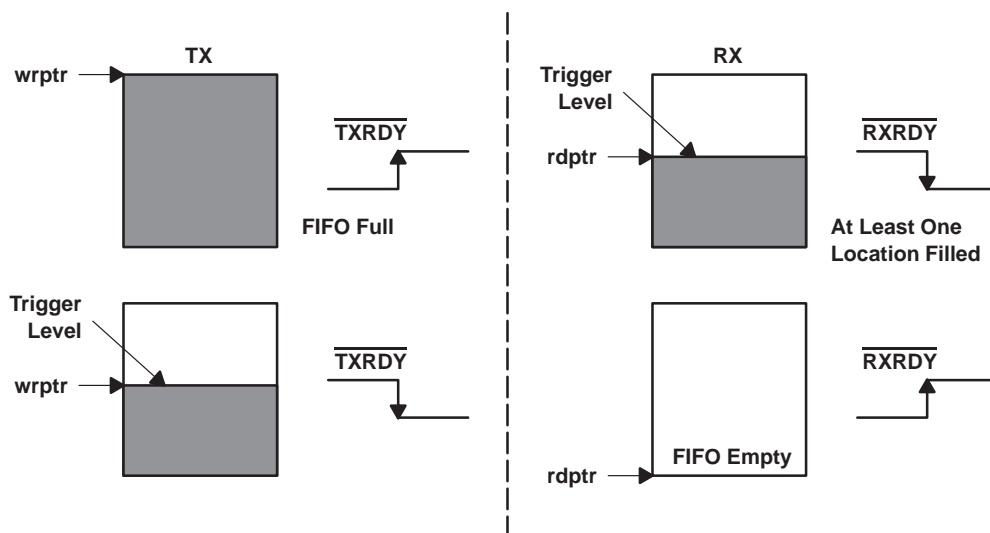 TX
wrptr
TXRDY
FIFO Full
Trigger
Level
wrptr
TXRDY
RX
Trigger
Level
rdptr
RXRDY
At Least One
Location Filled
RXRDY
FIFO Empty
rdptr